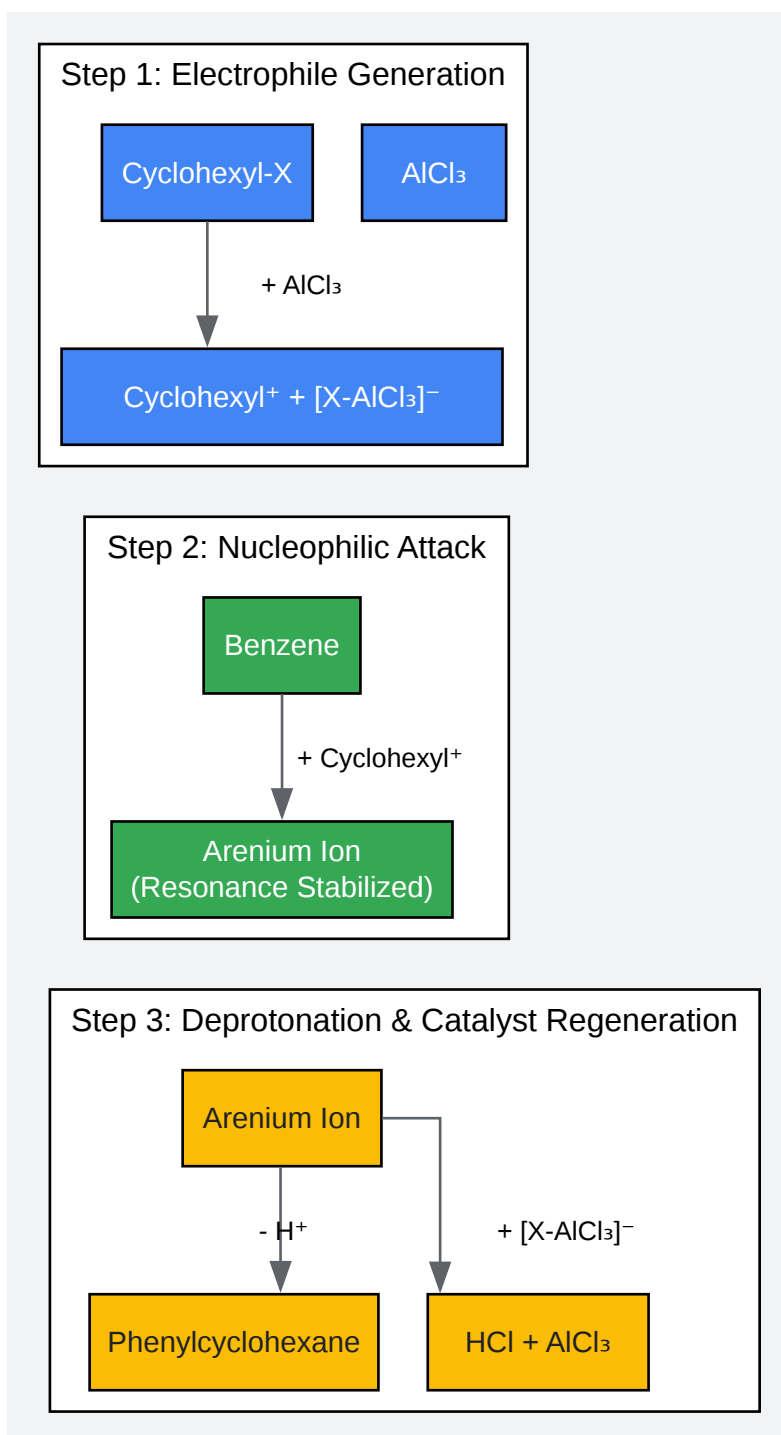 Step 1: Electrophile Generation
Cyclohexyl-X
AlCl₃
+ AlCl₃
Cyclohexyl⁺ + [X-AlCl₃]⁻
Step 2: Nucleophilic Attack
Benzene
+ Cyclohexyl⁺
Arenium Ion
(Resonance Stabilized)
Step 3: Deprotonation & Catalyst Regeneration
Arenium Ion
- H⁺
+ [X-AlCl₃]⁻
Phenylcyclohexane
HCl + AlCl₃